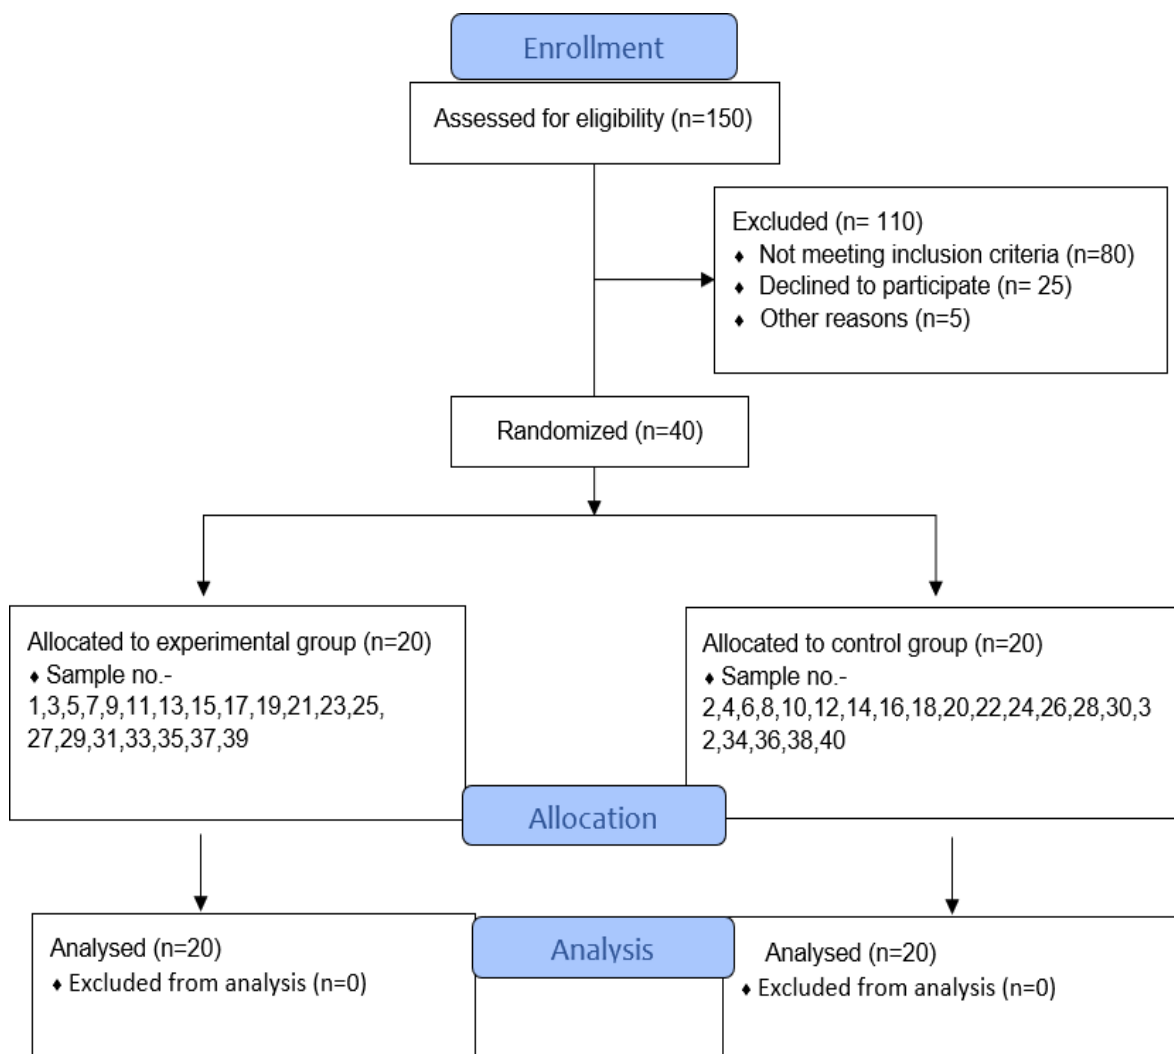 Enrollment
Assessed for eligibility (n=150)
Excluded (n= 110)
♦ Not meeting inclusion criteria (n=80)
♦ Declined to participate (n= 25)
♦ Other reasons (n=5)
Randomized (n=40)
Allocated to experimental group (n=20)
♦ Sample no.-
1,3,5,7,9,11,13,15,17,19,21,23,25,
27,29,31,33,35,37,39
Allocated to control group (n=20)
♦ Sample no.-
2,4,6,8,10,12,14,16,18,20,22,24,26,28,30,3
2,34,36,38,40
Allocation
Analysed (n=20)
♦ Excluded from analysis (n=0)
Analysis
Analysed (n=20)
♦ Excluded from analysis (n=0)